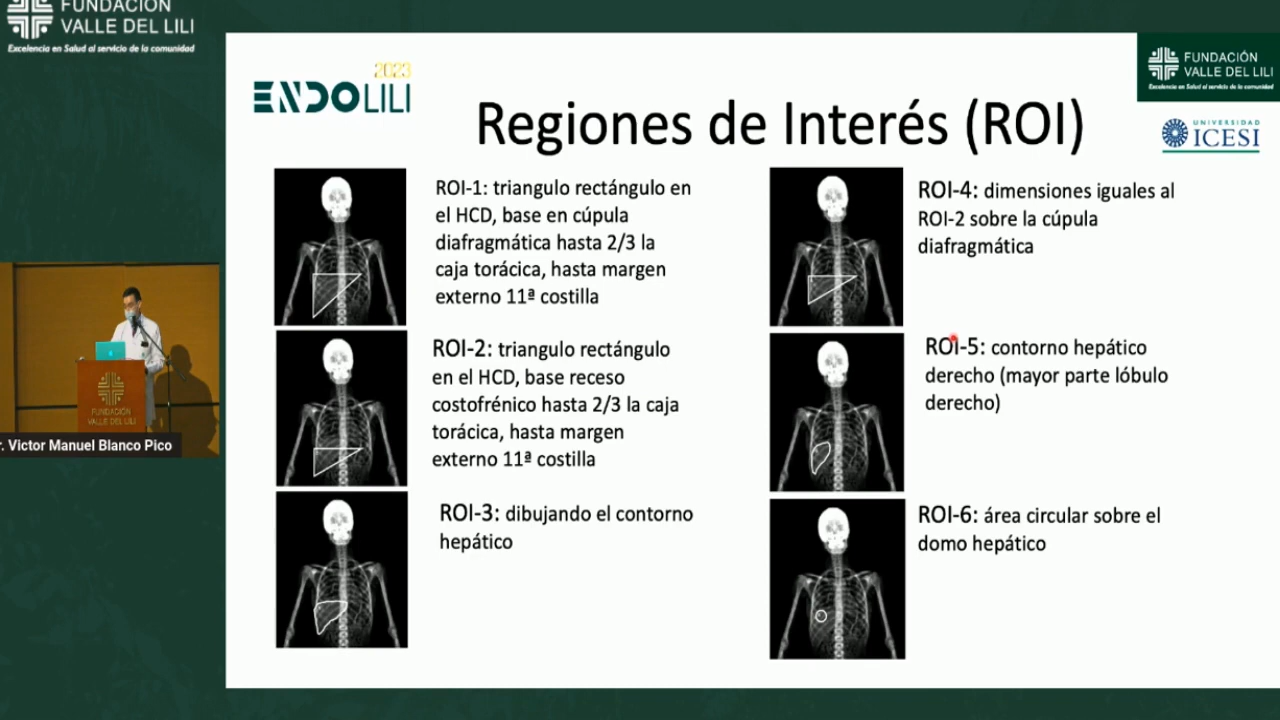 FUNDACIÓN
VALLE DEL LILI
Excelencia en Salud al servicio de la comunidad
2023
ENDOLILI
Regiones de Interés (ROI)
FUNDACIÓN
VALLE DEL LILI
Excelencia en Salud al servicio de la comunidad
UNIVERSIDAD
ICESI
ROI-1: triangulo rectángulo en
el HCD, base en cúpula
diafragmática hasta 2/3 la
caja torácica, hasta margen
externo 11ª costilla
ROI-2: triangulo rectángulo
en el HCD, base receso
costofrénico hasta 2/3 la caja
torácica, hasta margen
externo 11ª costilla
ROI-3: dibujando el contorno
hepático
ROI-4: dimensiones iguales al
ROI-2 sobre la cúpula
diafragmática
ROI-5: contorno hepático
derecho (mayor parte lóbulo
derecho)
ROI-6: área circular sobre el
domo hepático
FUNDACIÓN
VALLE DEL LILI
r. Victor Manuel Blanco Pico